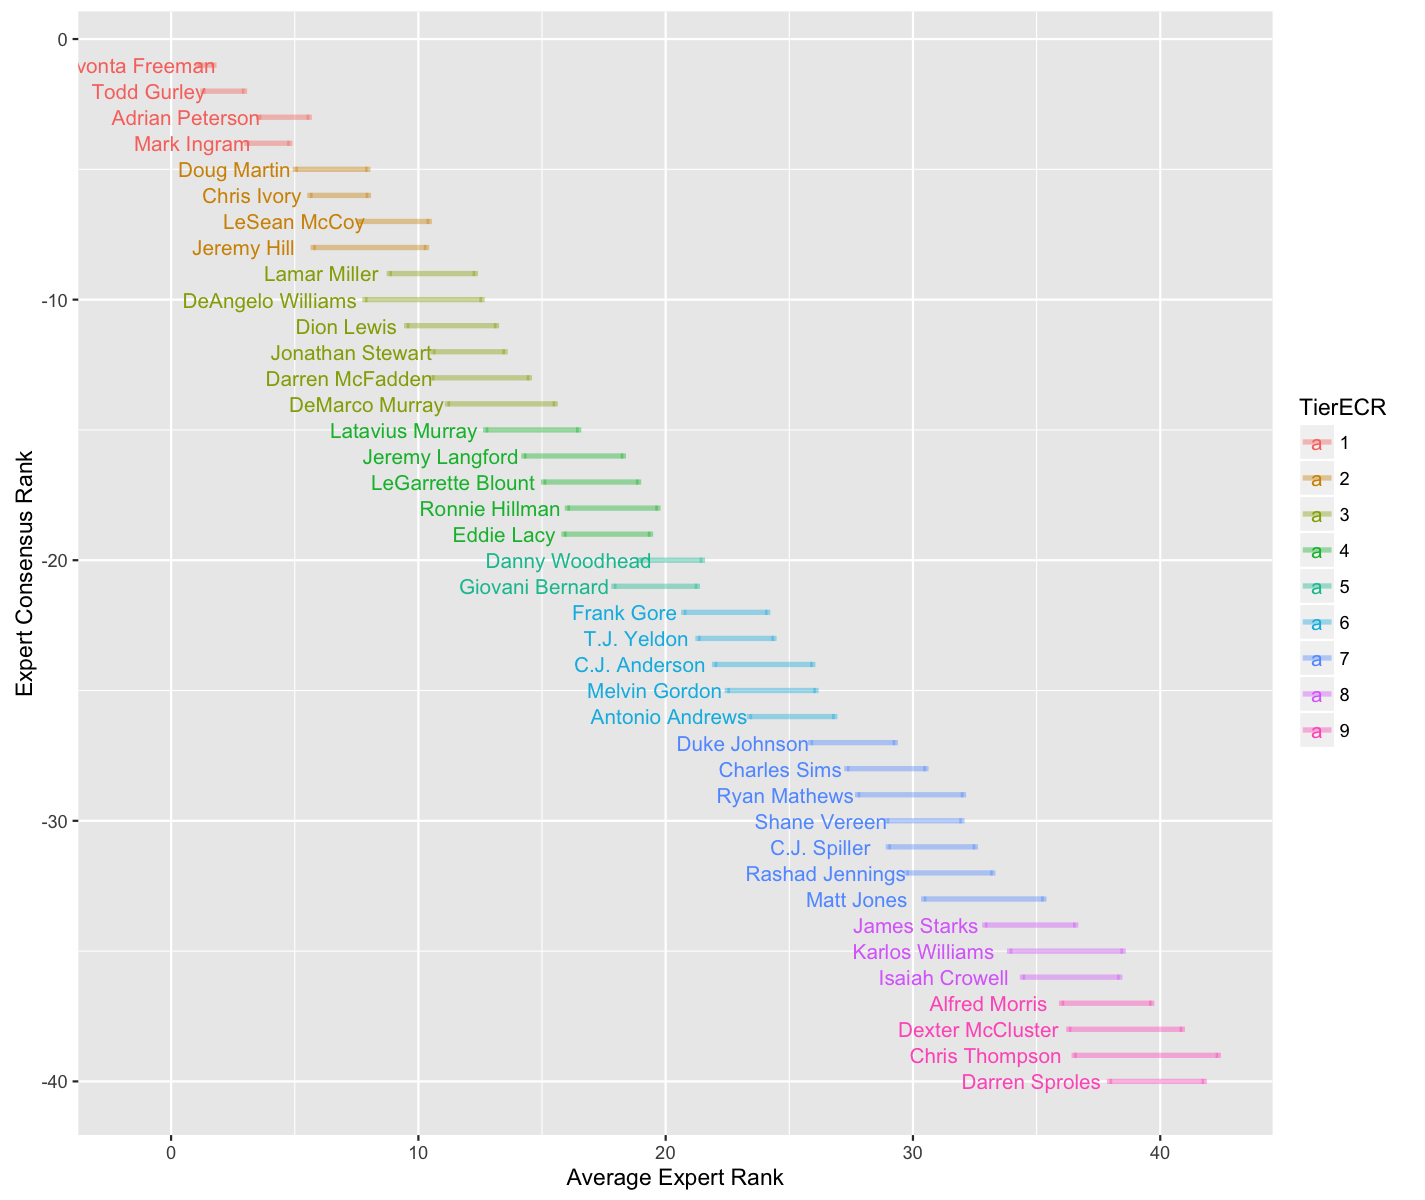 0
vonta Freeman
Todd Gurley
Adrian Peterson
Mark Ingram
Doug Martin
Chris Ivory
LeSean McCoy
Jeremy Hill
Lamar Miller
-10
DeAngelo Williams
Dion Lewis
Jonathan Stewart
Darren McFadden
DeMarco Murray
Latavius Murray
Jeremy Langford
LeGarrette Blount
Ronnie Hillman
Eddie Lacy
-20
Danny Woodhead
Giovani Bernard
Frank Gore
T.J. Yeldon
C.J. Anderson
Melvin Gordon
Antonio Andrews
Duke Johnson
Charles Sims
Ryan Mathews
-30
Shane Vereen
C.J. Spiller
Rashad Jennings
Matt Jones
James Starks
Karlos Williams
Isaiah Crowell
Alfred Morris
Dexter McCluster
Chris Thompson
-40
Darren Sproles
0 10 20 30 40
Average Expert Rank
Expert Consensus Rank
TierECR
a 1
a 2
a 3
a 4
a 5
a 6
a 7
a 8
a 9